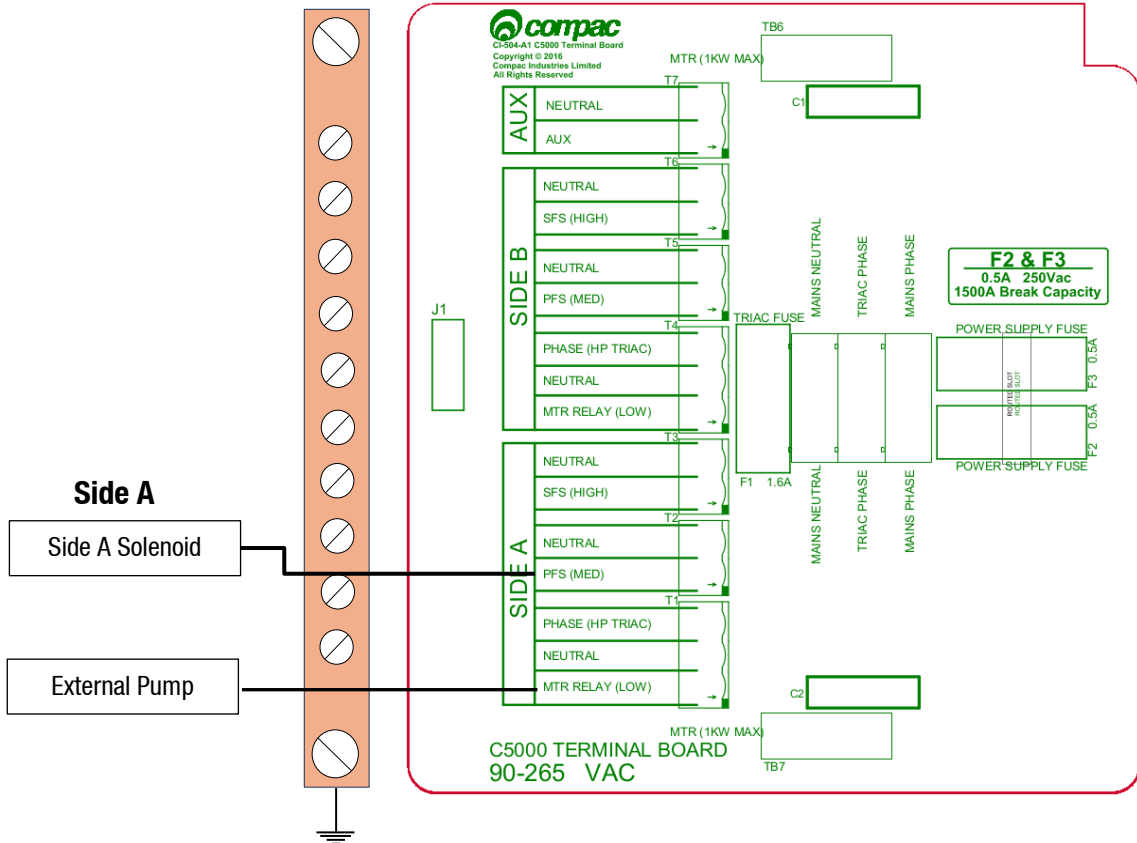 compac
CI-504-A1 C5000 Terminal Board
Copyright © 2016
Compac Industries Limited
All Rights Reserved
TB6
MTR (1KW MAX)
C1
T7
AUX
NEUTRAL
AUX
T6
SIDE B
NEUTRAL
SFS (HIGH)
T5
NEUTRAL
PFS (MED)
T4
PHASE (HP TRIAC)
NEUTRAL
MTR RELAY (LOW)
J1
MAINS NEUTRAL
TRIAC PHASE
MAINS PHASE
F2 & F3
0.5A 250Vac
1500A Break Capacity
TRIAC FUSE
POWER SUPPLY FUSE
F3 0.5A
ROUTED SLOT
ROUTED SLOT
F2 0.5A
POWER SUPPLY FUSE
F1 1.6A
MAINS NEUTRAL
TRIAC PHASE
MAINS PHASE
T3
SIDE A
NEUTRAL
SFS (HIGH)
T2
NEUTRAL
PFS (MED)
T1
PHASE (HP TRIAC)
NEUTRAL
MTR RELAY (LOW)
Side A
Side A Solenoid
External Pump
C2
MTR (1KW MAX)
TB7
C5000 TERMINAL BOARD
90-265 VAC